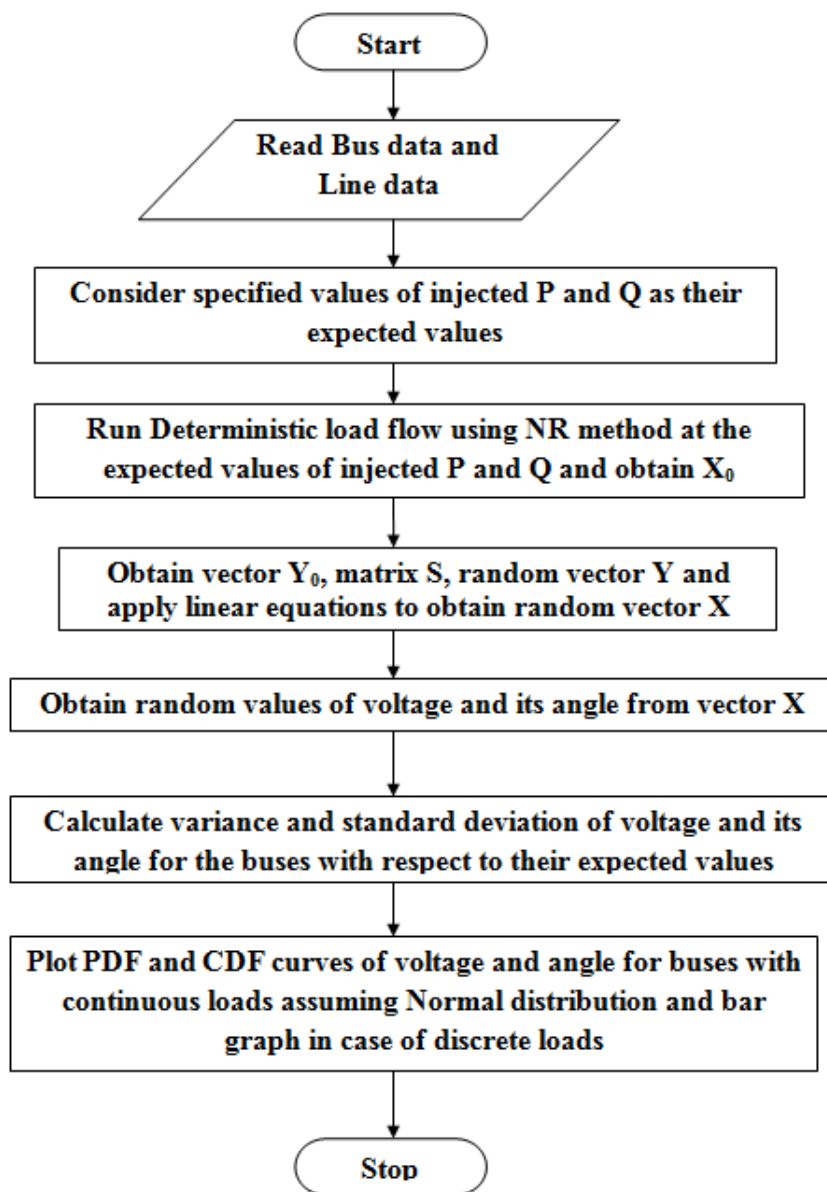 Start
Read Bus data and
Line data
Consider specified values of injected P and Q as their
expected values
Run Deterministic load flow using NR method at the
expected values of injected P and Q and obtain X₀
Obtain vector Y₀, matrix S, random vector Y and
apply linear equations to obtain random vector X
Obtain random values of voltage and its angle from vector X
Calculate variance and standard deviation of voltage and its
angle for the buses with respect to their expected values
Plot PDF and CDF curves of voltage and angle for buses with
continuous loads assuming Normal distribution and bar
graph in case of discrete loads
Stop